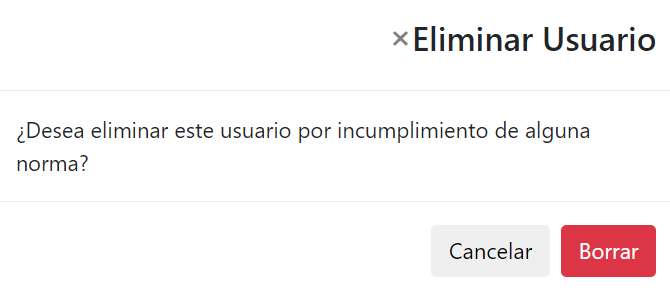 ×Eliminar Usuario
¿Desea eliminar este usuario por incumplimiento de alguna
norma?
Cancelar Borrar